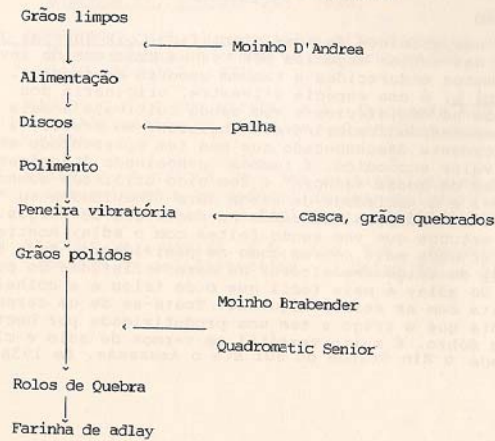 Grãos limpos
Moinho D'Andrea
Alimentação
Discos
palha
Polimento
Peneira vibratória
casca, grãos quebrados
Grãos polidos
Moinho Brabender
Quadromatic Senior
Rolos de Quebra
Farinha de adlay